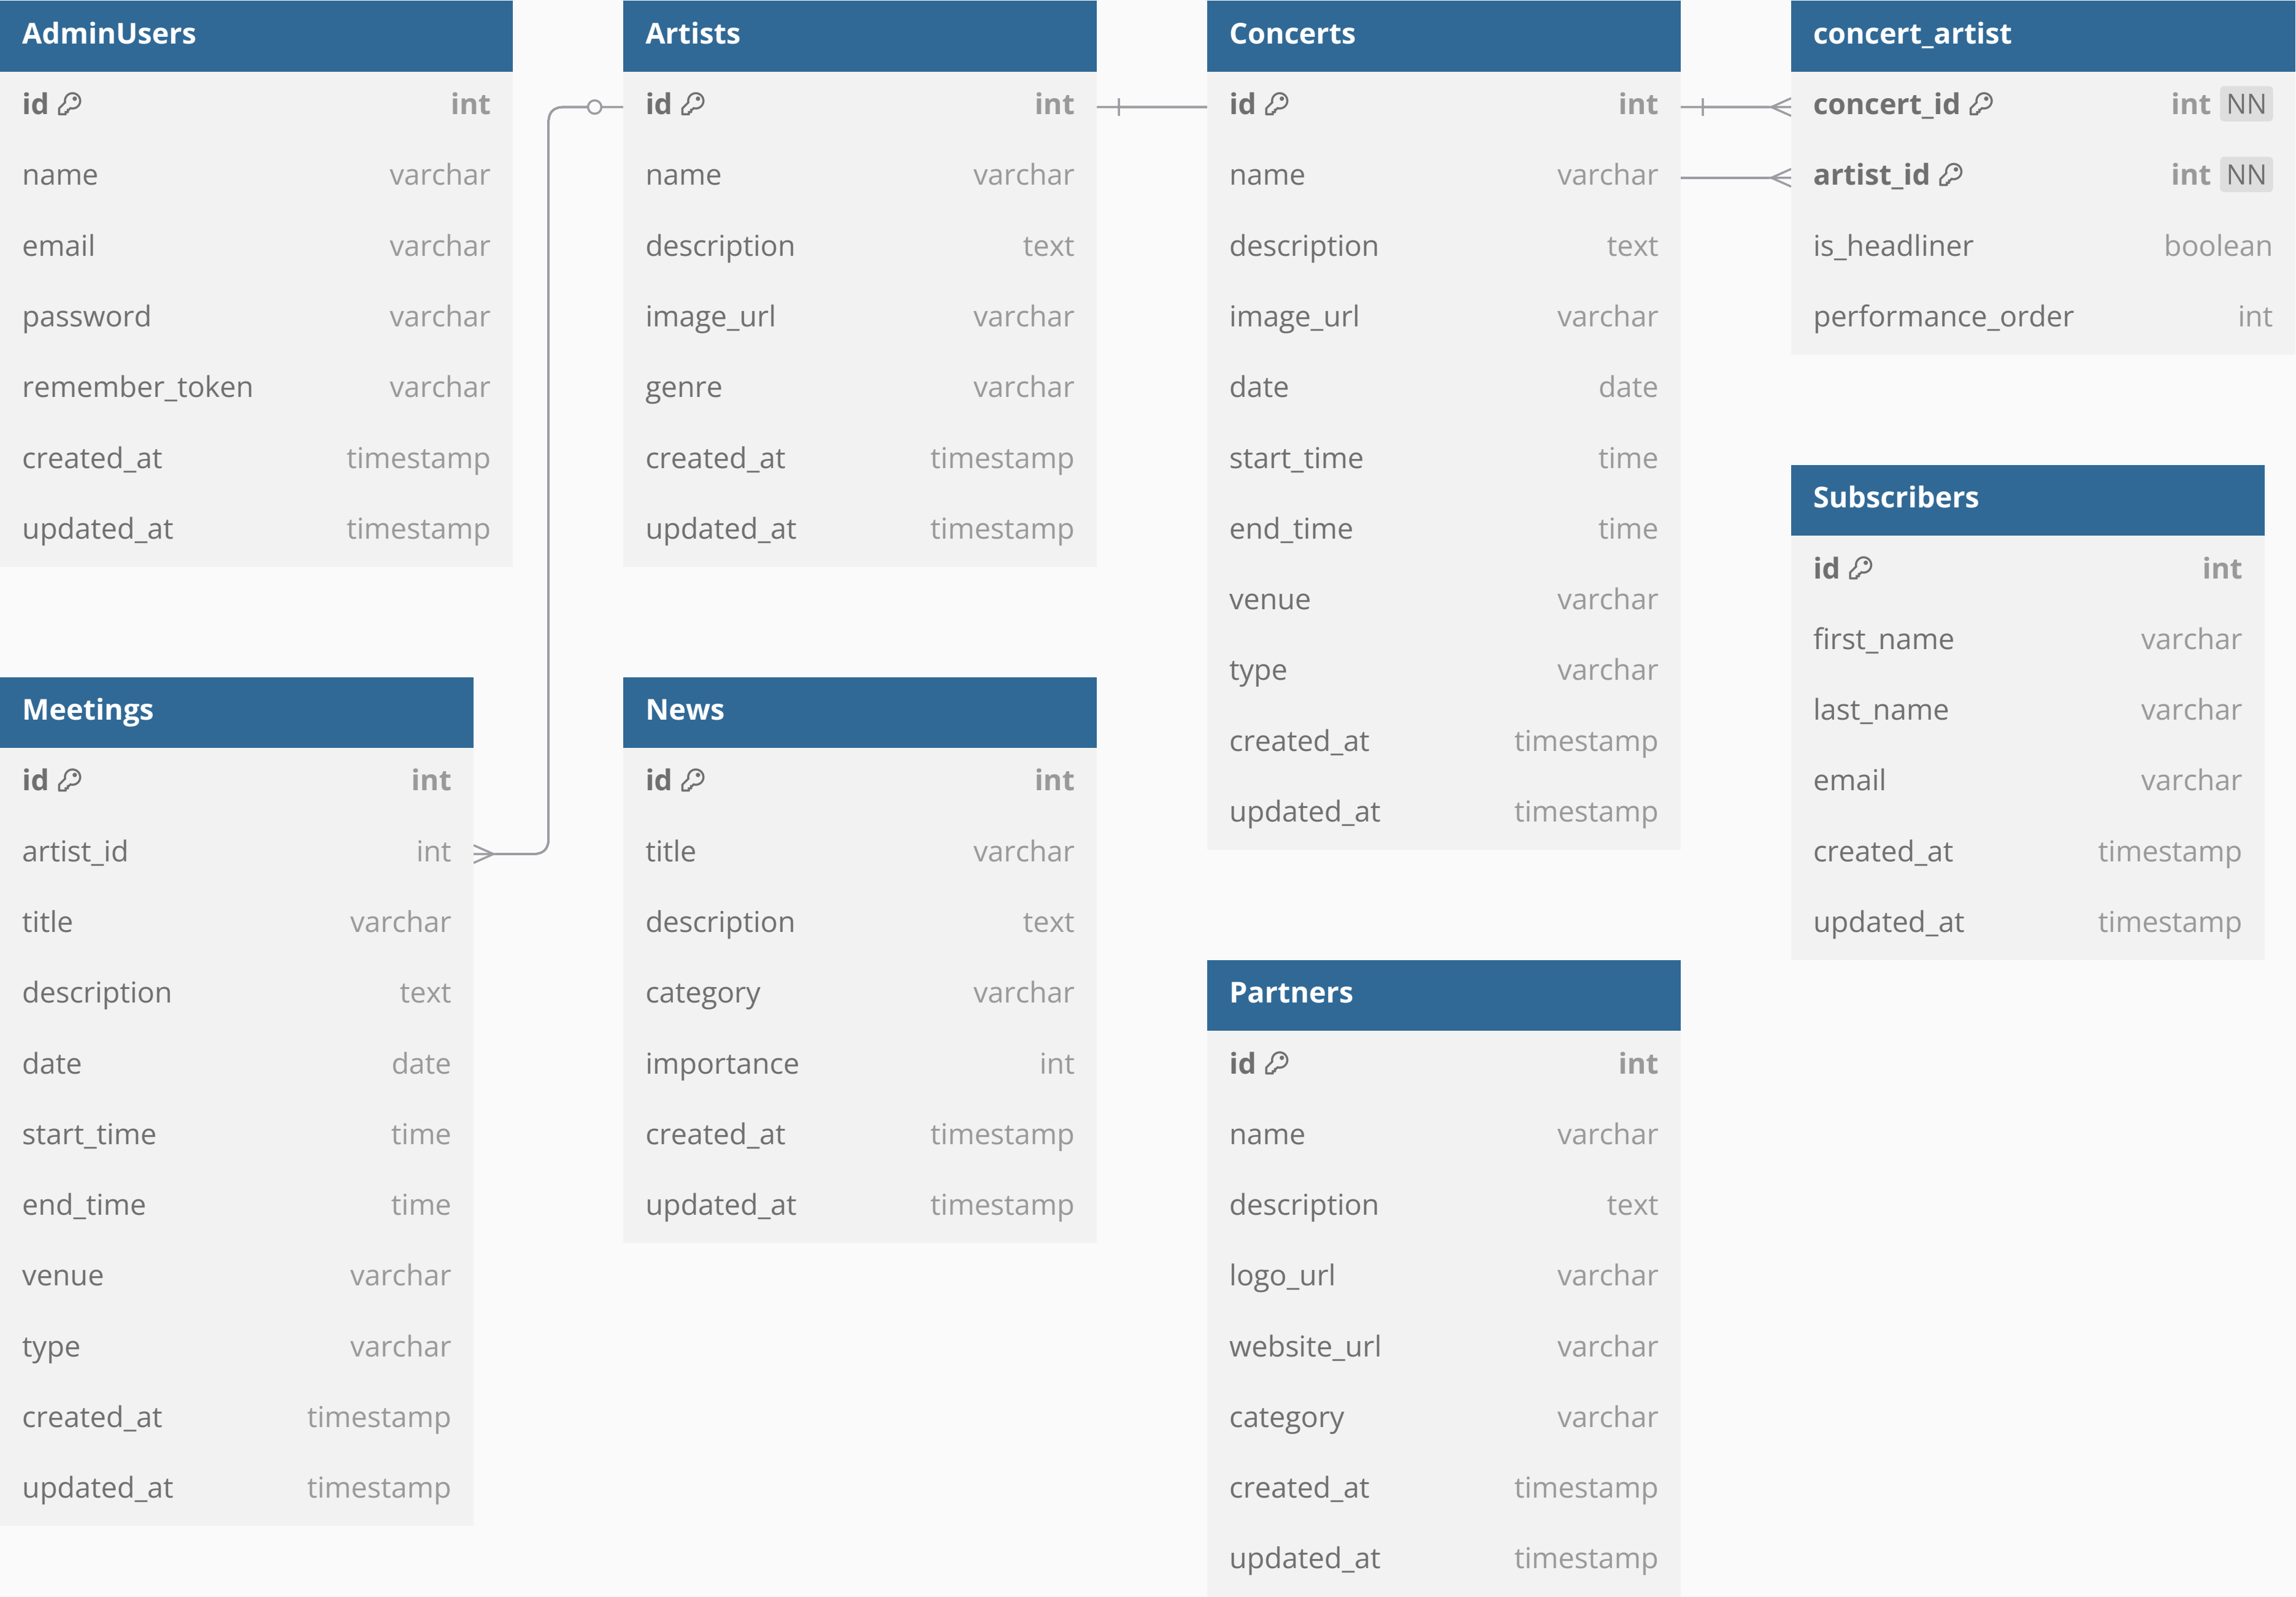 AdminUsers
id int
name varchar
email varchar
password varchar
remember_token varchar
created_at timestamp
updated_at timestamp
Artists
id int
name varchar
description text
image_url varchar
genre varchar
created_at timestamp
updated_at timestamp
Concerts
id int
name varchar
description text
image_url varchar
date date
start_time time
end_time time
venue varchar
type varchar
created_at timestamp
updated_at timestamp
concert_artist
concert_id int NN
artist_id int NN
is_headliner boolean
performance_order int
Subscribers
id int
first_name varchar
last_name varchar
email varchar
created_at timestamp
updated_at timestamp
Meetings
id int
artist_id int
title varchar
description text
date date
start_time time
end_time time
venue varchar
type varchar
created_at timestamp
updated_at timestamp
News
id int
title varchar
description text
category varchar
importance int
created_at timestamp
updated_at timestamp
Partners
id int
name varchar
description text
logo_url varchar
website_url varchar
category varchar
created_at timestamp
updated_at timestamp